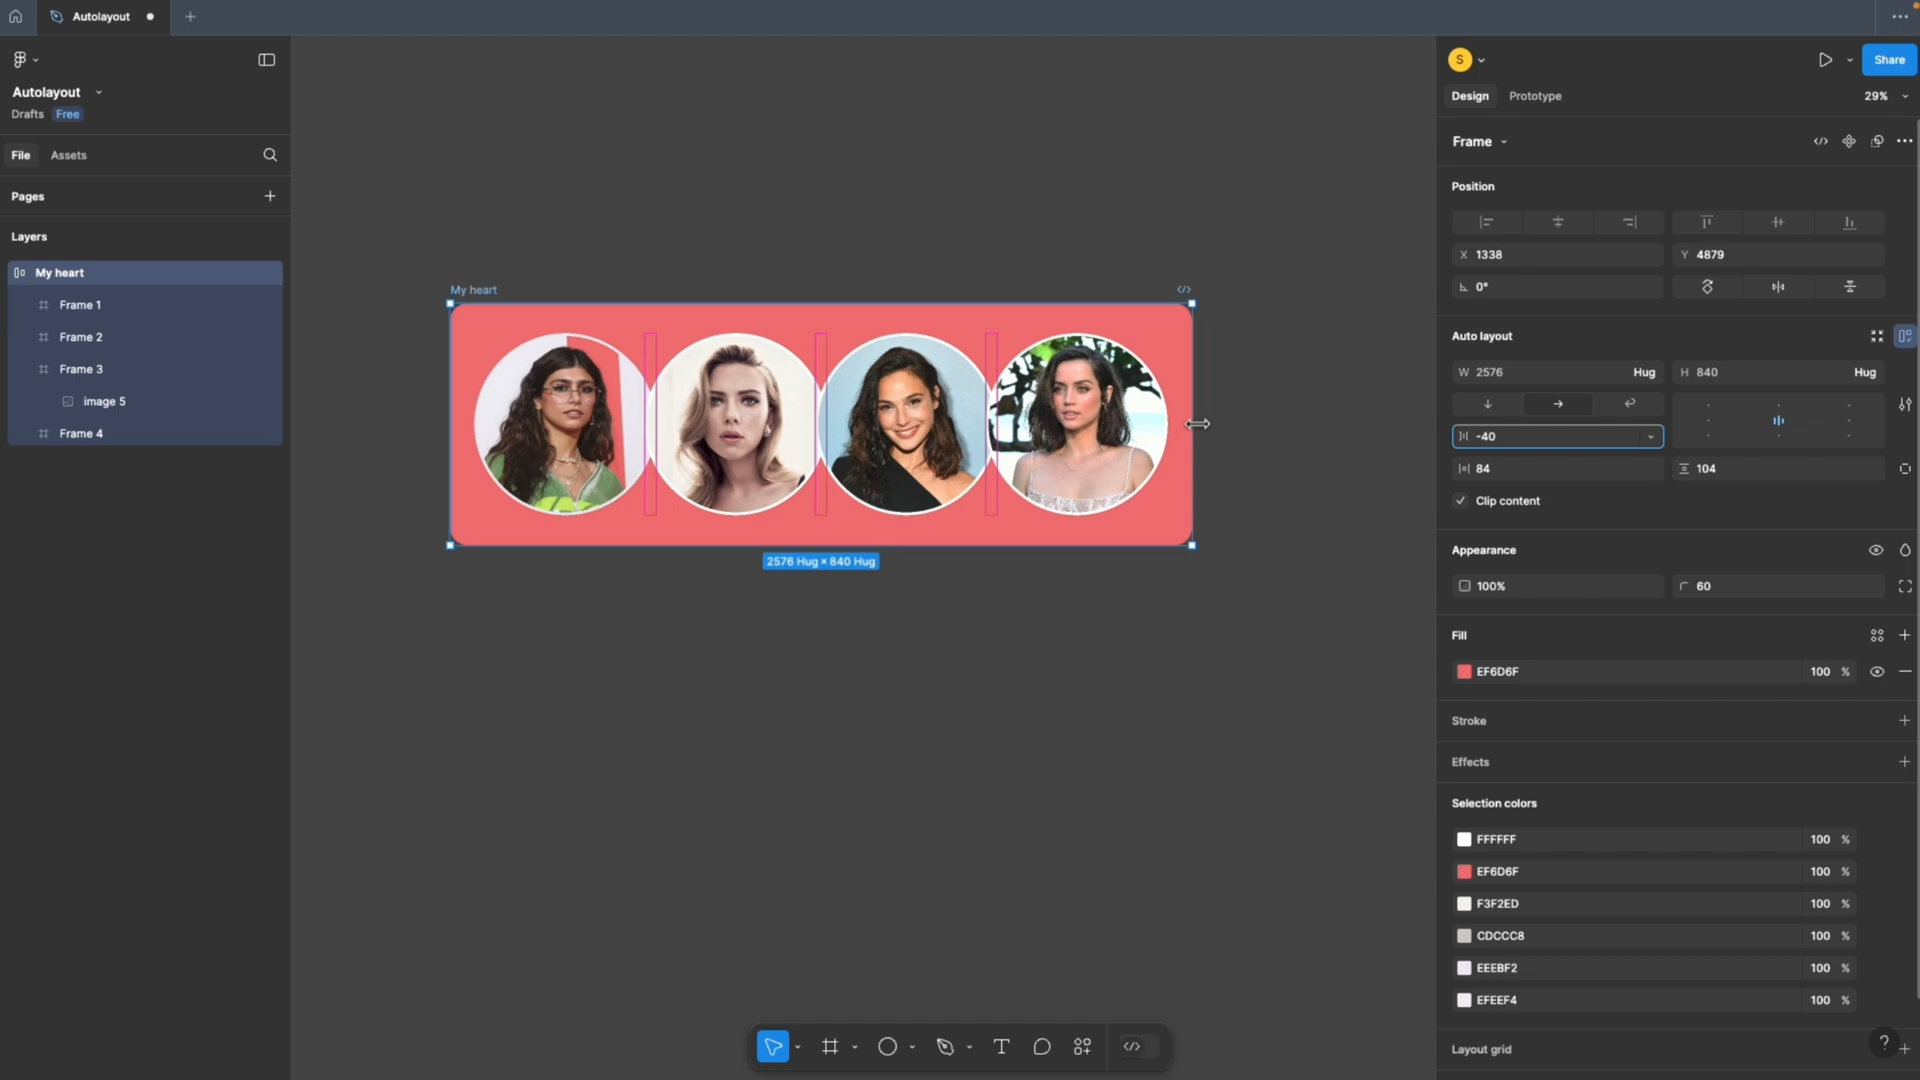 Autolayout
Autolayout
Drafts Free
File Assets
Pages
Layers
My heart
Frame 1
Frame 2
Frame 3
image 5
Frame 4
My heart
2576 Hug × 840 Hug
S
Share
Design Prototype 29%
Frame
Position
X 1338 Y 4879
0°
Auto layout
W 2576 Hug H 840 Hug
-40
84 104
Clip content
Appearance
100% 60
Fill
EF6D6F 100 %
Stroke
Effects
Selection colors
FFFFFF 100 %
EF6D6F 100 %
F3F2ED 100 %
CDCCC8 100 %
EEEBF2 100 %
EFEEF4 100 %
Layout grid
?